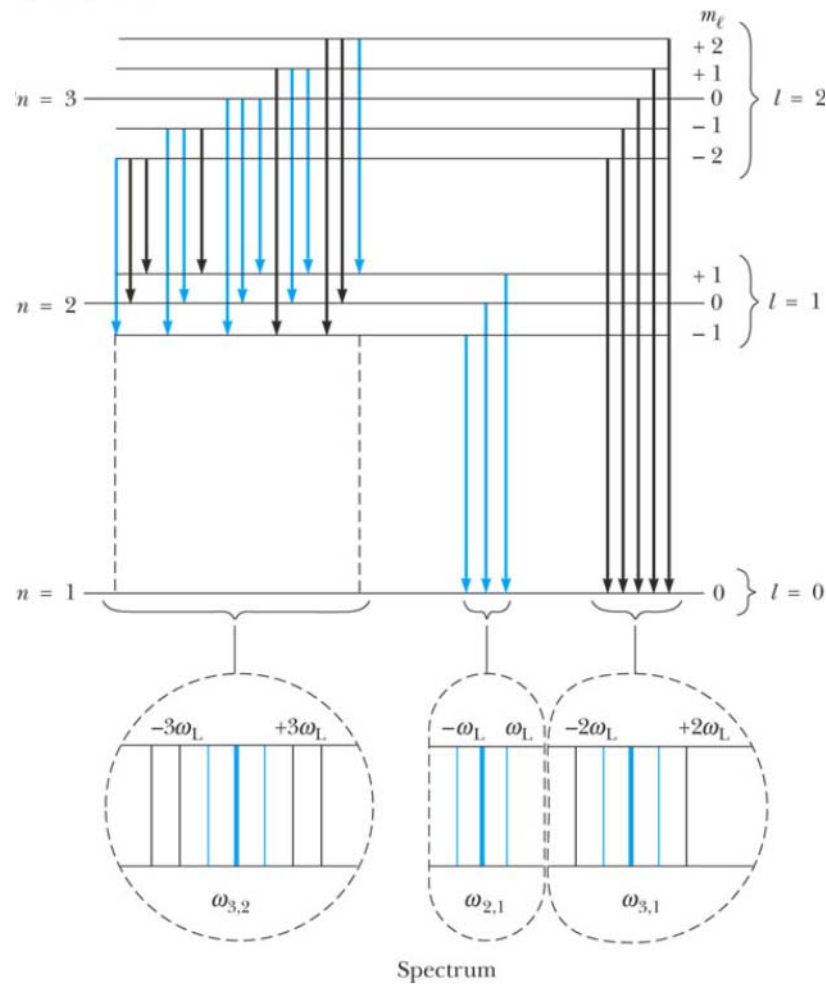 mℓ
+ 2
+ 1
n = 3 0 l = 2
− 1
− 2
+ 1
n = 2 0 l = 1
− 1
n = 1 0 l = 0
−3ωL +3ωL −ωL ωL −2ωL +2ωL
ω3,2 ω2,1 ω3,1
Spectrum